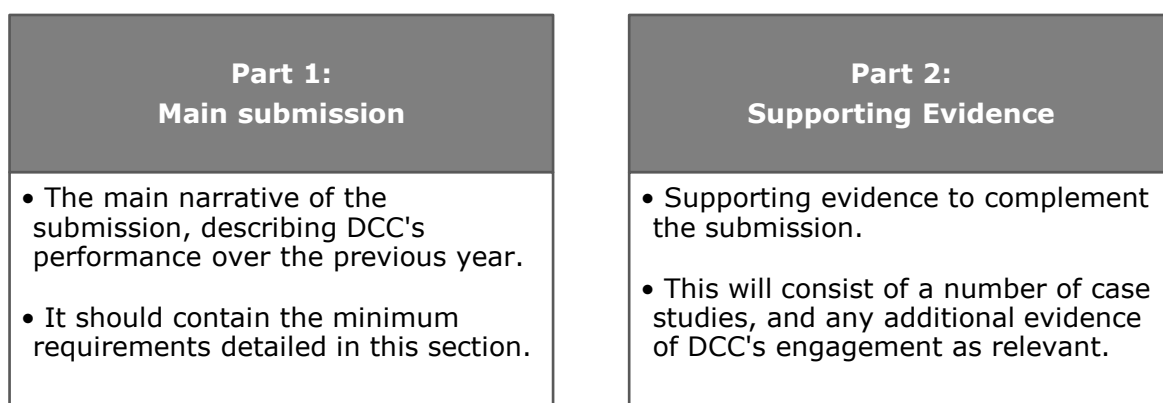 Part 1:
Main submission
• The main narrative of the
submission, describing DCC's
performance over the previous year.
• It should contain the minimum
requirements detailed in this section.
Part 2:
Supporting Evidence
• Supporting evidence to complement
the submission.
• This will consist of a number of case
studies, and any additional evidence
of DCC's engagement as relevant.